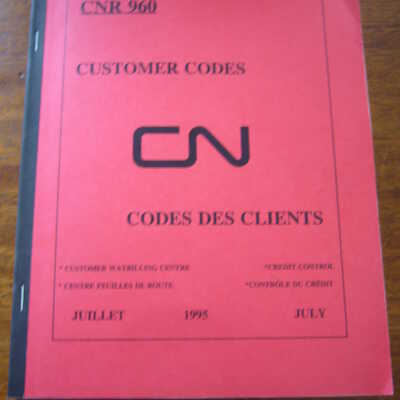 CNR 960
CUSTOMER CODES
CN
CODES DES CLIENTS
* CUSTOMER WAYBILLING CENTRE *CREDIT CONTROL
* CENTRE FEUILLES DE ROUTE *CONTRÔLE DU CRÉDIT
JUILLET 1995 JULY